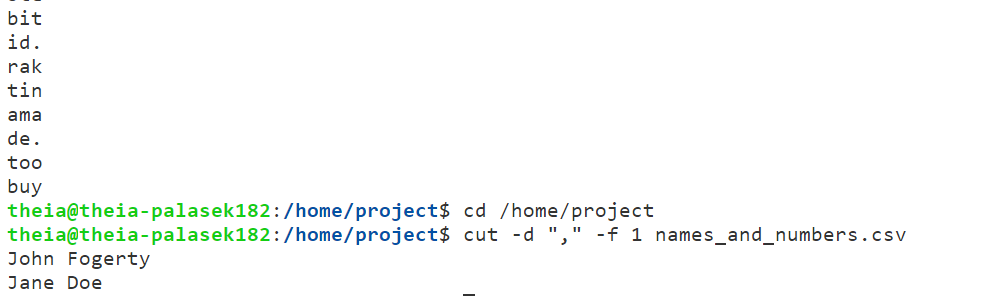 bit
id.
rak
tin
ama
de.
too
buy
theia@theia-palasek182:/home/project$ cd /home/project
theia@theia-palasek182:/home/project$ cut -d "," -f 1 names_and_numbers.csv
John Fogerty
Jane Doe